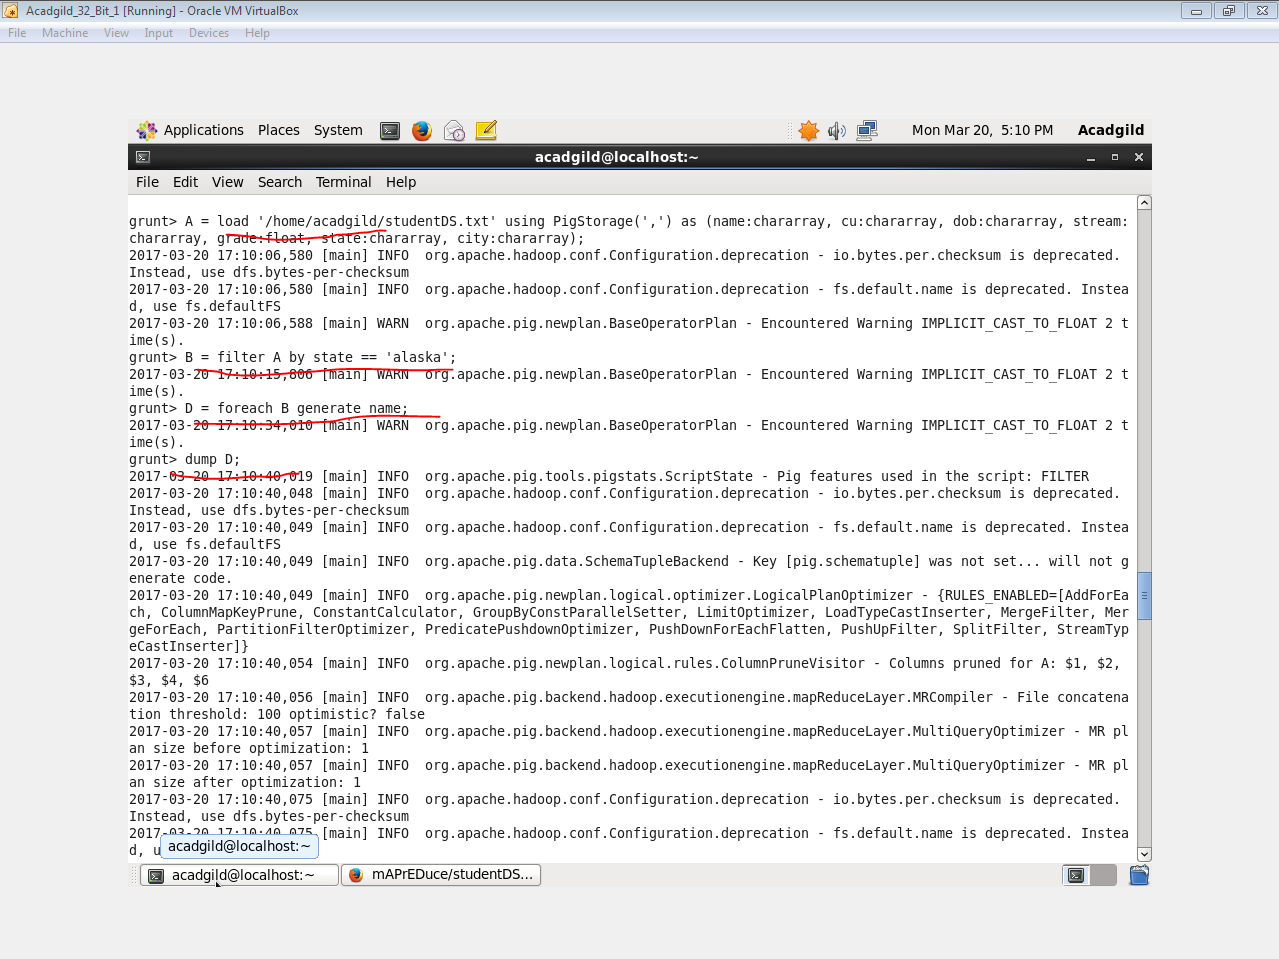 Acadgild_32_Bit_1 [Running] - Oracle VM VirtualBox
File Machine View Input Devices Help
Applications Places System Mon Mar 20, 5:10 PM Acadgild
acadgild@localhost:~
File Edit View Search Terminal Help
grunt> A = load '/home/acadgild/studentDS.txt' using PigStorage(',') as (name:chararray, cu:chararray, dob:chararray, stream:
chararray, grade:float, state:chararray, city:chararray);
2017-03-20 17:10:06,580 [main] INFO  org.apache.hadoop.conf.Configuration.deprecation - io.bytes.per.checksum is deprecated.
Instead, use dfs.bytes-per-checksum
2017-03-20 17:10:06,580 [main] INFO  org.apache.hadoop.conf.Configuration.deprecation - fs.default.name is deprecated. Instea
d, use fs.defaultFS
2017-03-20 17:10:06,588 [main] WARN  org.apache.pig.newplan.BaseOperatorPlan - Encountered Warning IMPLICIT_CAST_TO_FLOAT 2 t
ime(s).
grunt> B = filter A by state == 'alaska';
2017-03-20 17:10:15,806 [main] WARN  org.apache.pig.newplan.BaseOperatorPlan - Encountered Warning IMPLICIT_CAST_TO_FLOAT 2 t
ime(s).
grunt> D = foreach B generate name;
2017-03-20 17:10:34,010 [main] WARN  org.apache.pig.newplan.BaseOperatorPlan - Encountered Warning IMPLICIT_CAST_TO_FLOAT 2 t
ime(s).
grunt> dump D;
2017-03-20 17:10:40,019 [main] INFO  org.apache.pig.tools.pigstats.ScriptState - Pig features used in the script: FILTER
2017-03-20 17:10:40,048 [main] INFO  org.apache.hadoop.conf.Configuration.deprecation - io.bytes.per.checksum is deprecated.
Instead, use dfs.bytes-per-checksum
2017-03-20 17:10:40,049 [main] INFO  org.apache.hadoop.conf.Configuration.deprecation - fs.default.name is deprecated. Instea
d, use fs.defaultFS
2017-03-20 17:10:40,049 [main] INFO  org.apache.pig.data.SchemaTupleBackend - Key [pig.schematuple] was not set... will not g
enerate code.
2017-03-20 17:10:40,049 [main] INFO  org.apache.pig.newplan.logical.optimizer.LogicalPlanOptimizer - {RULES_ENABLED=[AddForEa
ch, ColumnMapKeyPrune, ConstantCalculator, GroupByConstParallelSetter, LimitOptimizer, LoadTypeCastInserter, MergeFilter, Mer
geForEach, PartitionFilterOptimizer, PredicatePushdownOptimizer, PushDownForEachFlatten, PushUpFilter, SplitFilter, StreamTyp
eCastInserter]}
2017-03-20 17:10:40,054 [main] INFO  org.apache.pig.newplan.logical.rules.ColumnPruneVisitor - Columns pruned for A: $1, $2,
$3, $4, $6
2017-03-20 17:10:40,056 [main] INFO  org.apache.pig.backend.hadoop.executionengine.mapReduceLayer.MRCompiler - File concatena
tion threshold: 100 optimistic? false
2017-03-20 17:10:40,057 [main] INFO  org.apache.pig.backend.hadoop.executionengine.mapReduceLayer.MultiQueryOptimizer - MR pl
an size before optimization: 1
2017-03-20 17:10:40,057 [main] INFO  org.apache.pig.backend.hadoop.executionengine.mapReduceLayer.MultiQueryOptimizer - MR pl
an size after optimization: 1
2017-03-20 17:10:40,075 [main] INFO  org.apache.hadoop.conf.Configuration.deprecation - io.bytes.per.checksum is deprecated.
Instead, use dfs.bytes-per-checksum
2017-03-20 17:10:40,075 [main] INFO  org.apache.hadoop.conf.Configuration.deprecation - fs.default.name is deprecated. Instea
d, u
acadgild@localhost:~
acadgild@localhost:~ mAPrEDuce/studentDS...